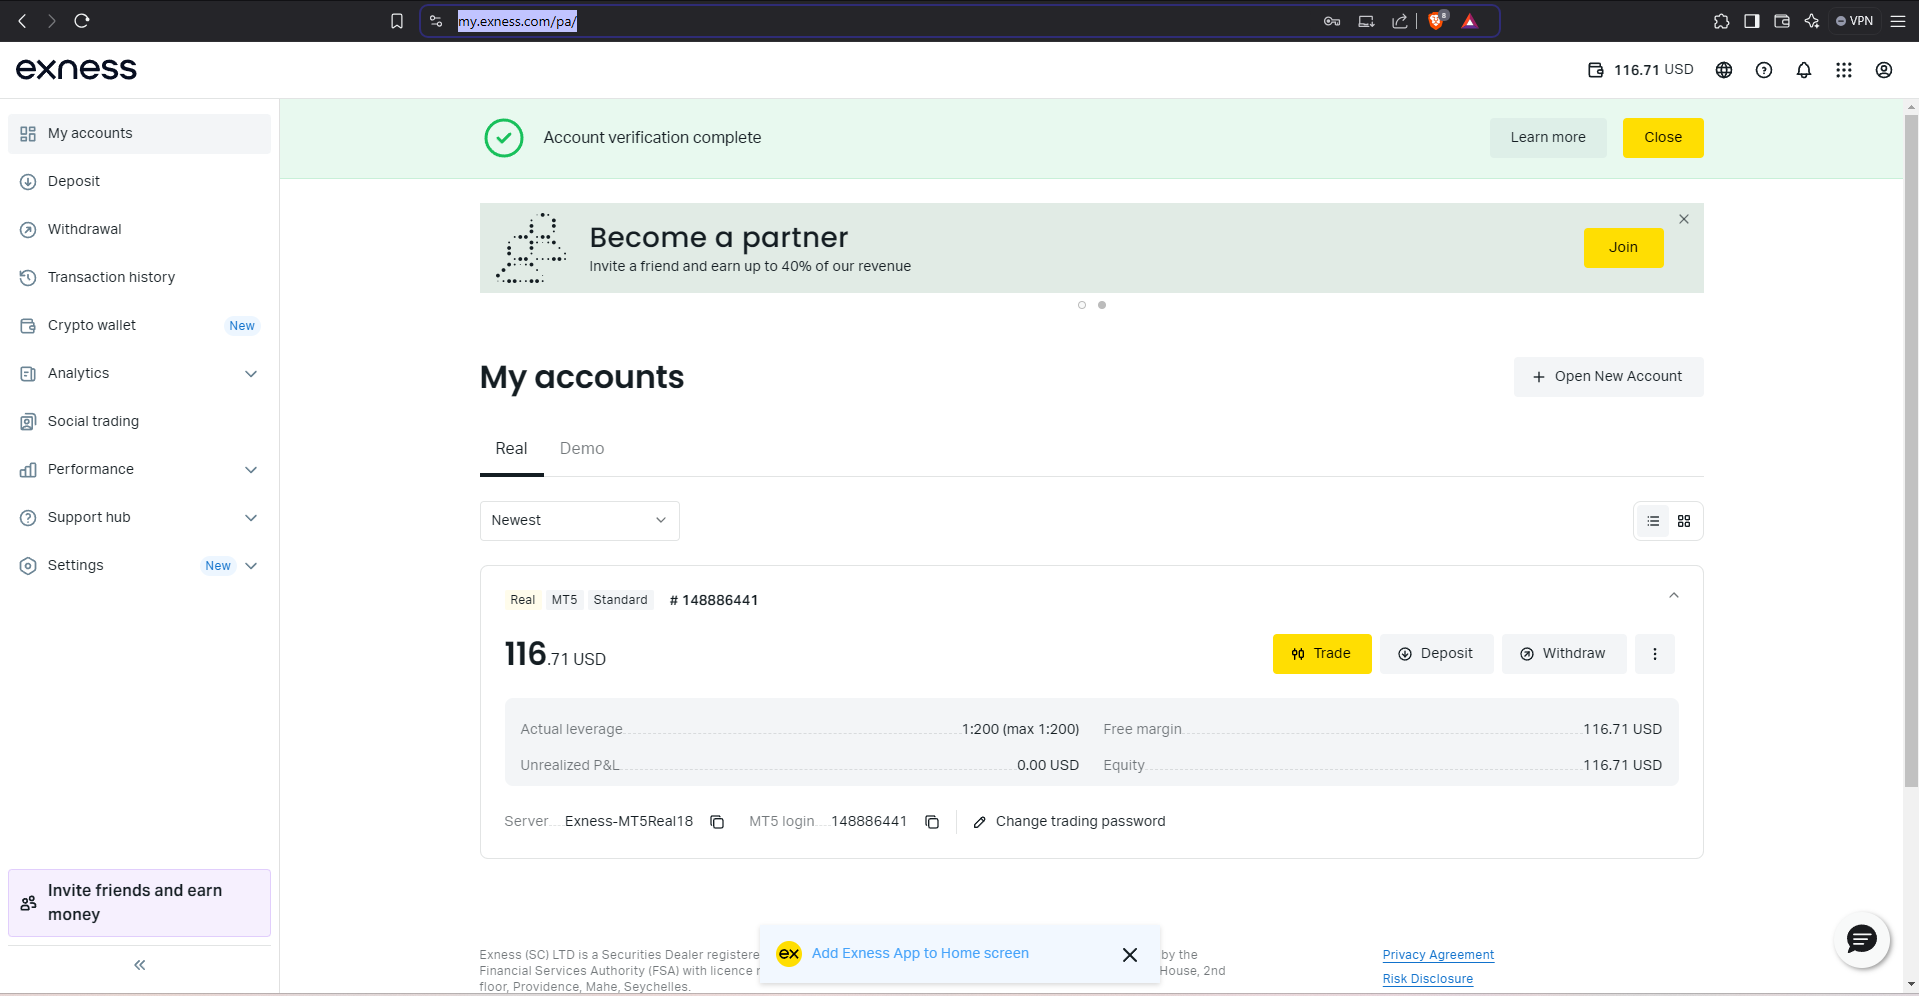 my.exness.com/pa/
8
VPN
exness
116.71 USD
My accounts
Deposit
Withdrawal
Transaction history
Crypto wallet
New
Analytics
Social trading
Performance
Support hub
Settings
New
Invite friends and earn
money
Account verification complete
Learn more
Close
Become a partner
Invite a friend and earn up to 40% of our revenue
Join
My accounts
Open New Account
Real
Demo
Newest
Real MT5 Standard # 148886441
116.71 USD
Trade
Deposit
Withdraw
Actual leverage 1:200 (max 1:200)
Free margin 116.71 USD
Unrealized P&L 0.00 USD
Equity 116.71 USD
Server Exness-MT5Real18
MT5 login 148886441
Change trading password
Exness (SC) LTD is a Securities Dealer registere
by the
Financial Services Authority (FSA) with licence
House, 2nd
floor, Providence, Mahe, Seychelles.
ex Add Exness App to Home screen
Privacy Agreement
Risk Disclosure